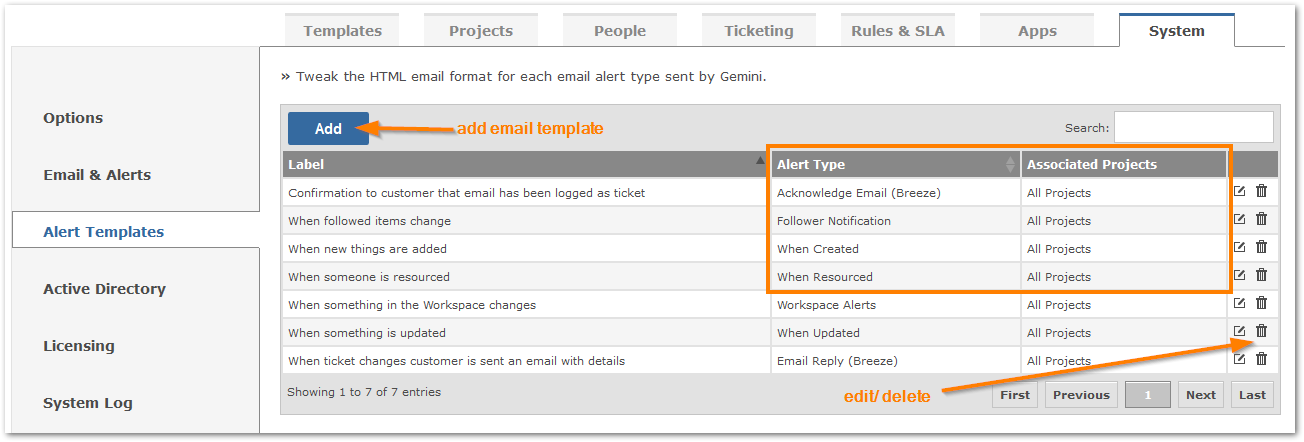 Templates Projects People Ticketing Rules & SLA Apps System
» Tweak the HTML email format for each email alert type sent by Gemini.
Options
Email & Alerts
Alert Templates
Active Directory
Licensing
System Log
Add add email template Search:
Label Alert Type Associated Projects
Confirmation to customer that email has been logged as ticket Acknowledge Email (Breeze) All Projects
When followed items change Follower Notification All Projects
When new things are added When Created All Projects
When someone is resourced When Resourced All Projects
When something in the Workspace changes Workspace Alerts All Projects
When something is updated When Updated All Projects
When ticket changes customer is sent an email with details Email Reply (Breeze) All Projects
Showing 1 to 7 of 7 entries edit/ delete First Previous 1 Next Last